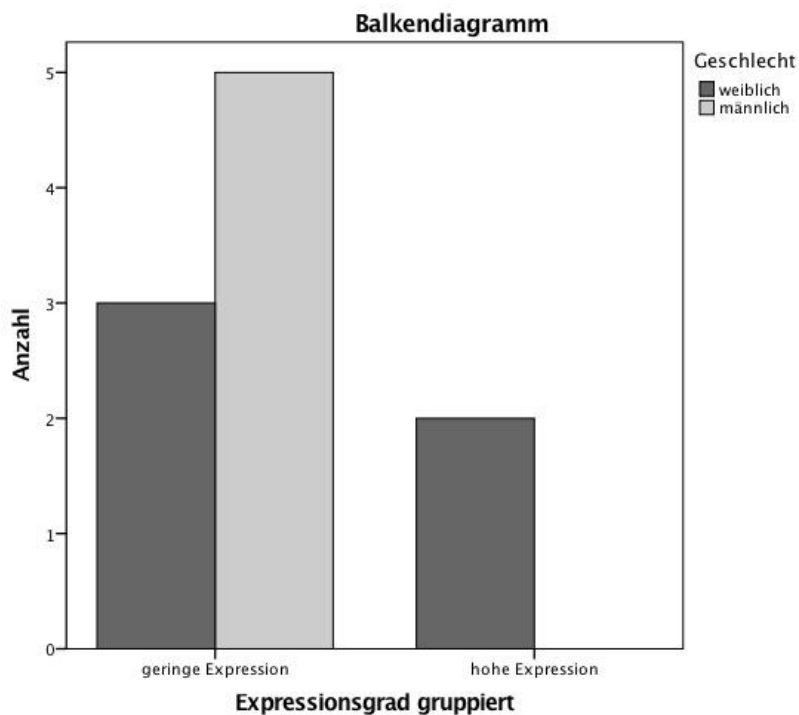 Balkendiagramm
Geschlecht
weiblich
männlich
Anzahl
5
4
3
2
1
0
geringe Expression
hohe Expression
Expressionsgrad gruppiert